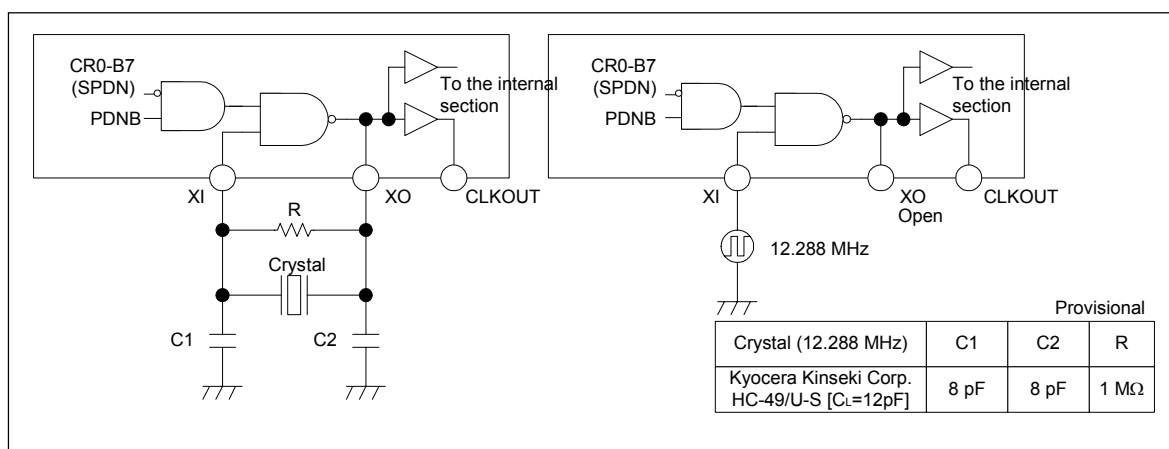 CR0-B7
(SPDN)
PDNB
To the internal
section
XI
XO
CLKOUT
R
Crystal
C1
C2
CR0-B7
(SPDN)
PDNB
To the internal
section
XI
XO
Open
CLKOUT
12.288 MHz
Provisional
Crystal (12.288 MHz) C1 C2 R
Kyocera Kinseki Corp.
HC-49/U-S [CL=12pF] 8 pF 8 pF 1 MΩ